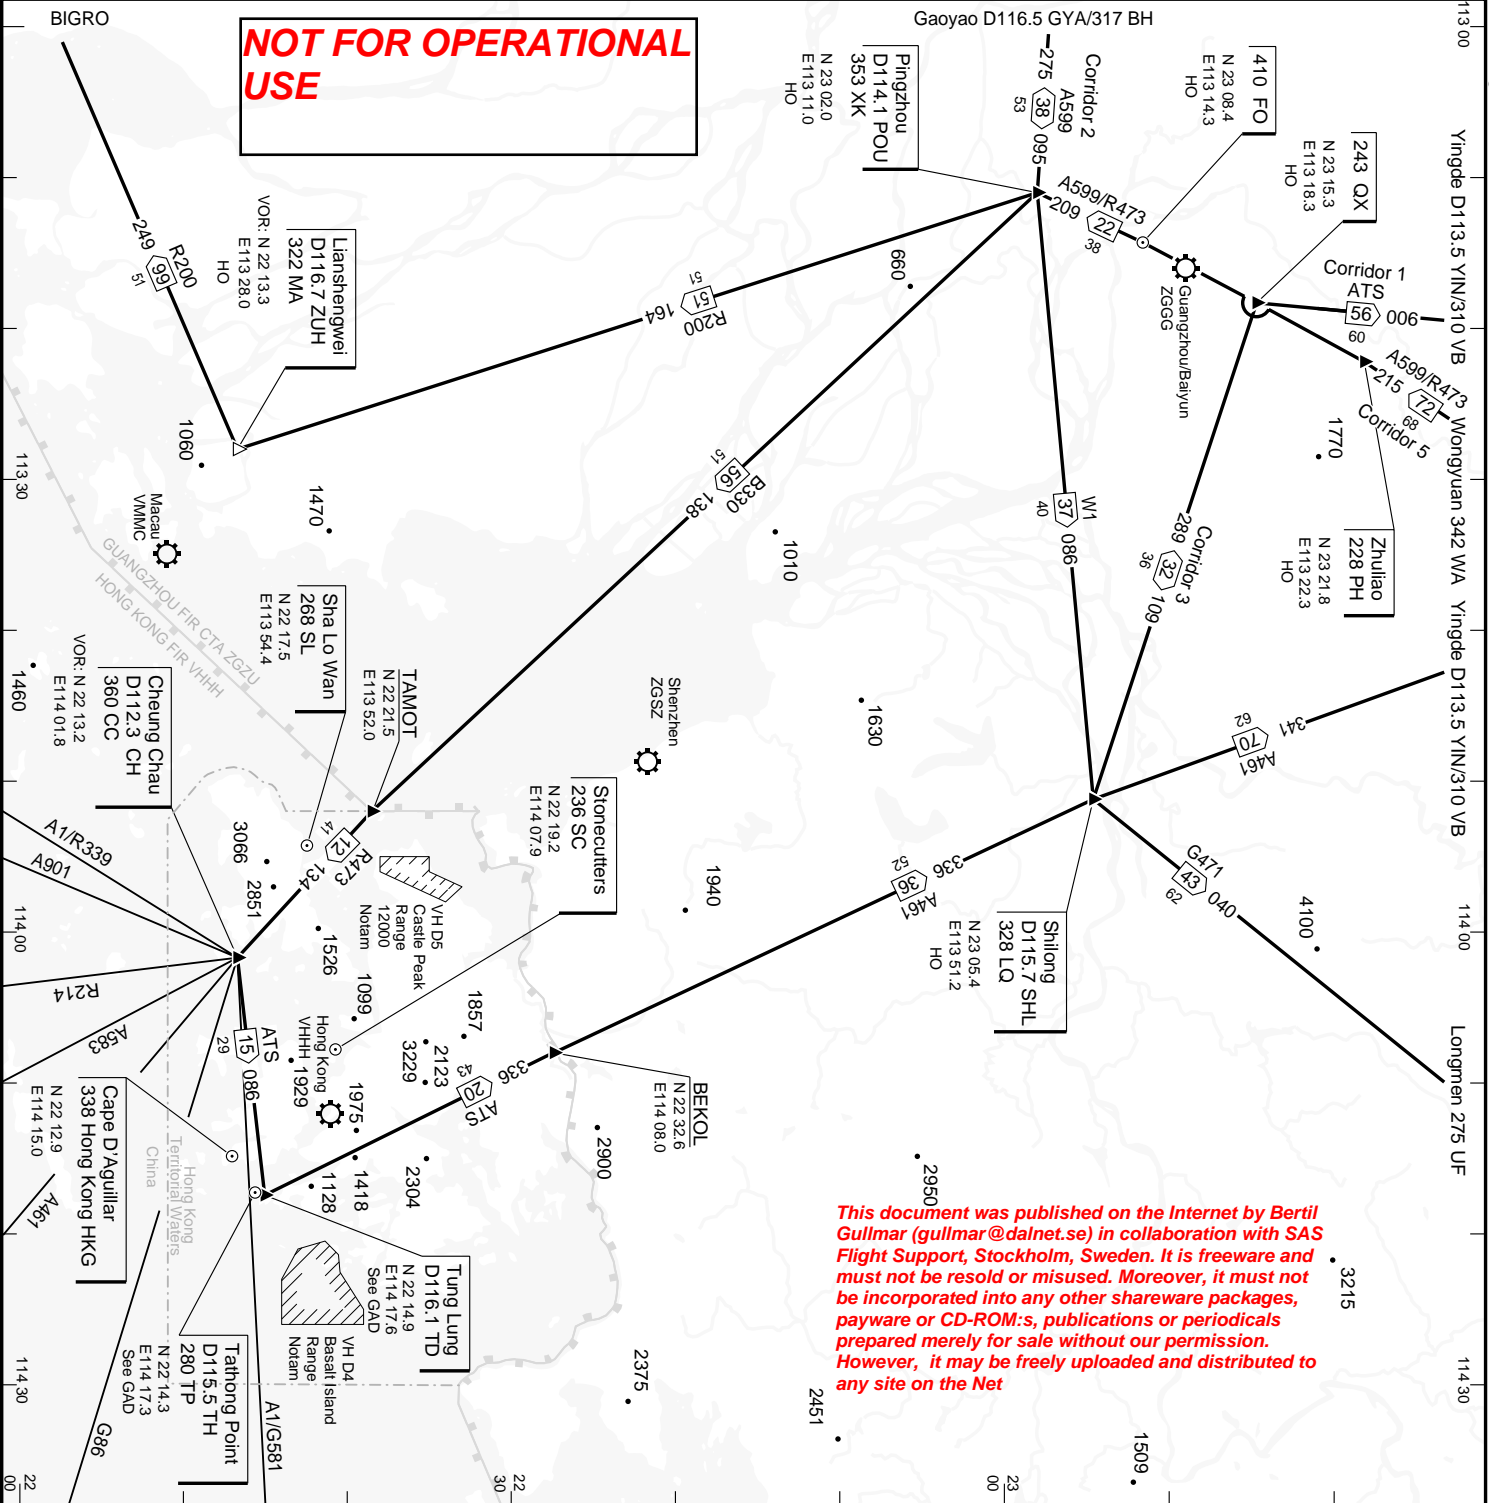 BIGRO
NOT FOR OPERATIONAL
USE
Gaoyao D116.5 GYA/317 BH
113 00
Yingde D113.5 YIN/310 VB
Wongyuan 342 WA
Yingde D113.5 YIN/310 VB
Longmen 275 UF
410 FO
N 23 08.4
E113 14.3
HO
243 QX
N 23 15.3
E113 18.3
HO
Pingzhou
D114.1 POU
353 XK
N 23 02.0
E113 11.0
HO
Corridor 2
A599
275
38
095
53
A599/R473
209
22
38
Guangzhou/Baiyun
ZGGG
Corridor 1
ATS
56
006
60
A599/R473
215
72
68
Corridor 5
1770
Zhuliao
228 PH
N 23 21.8
E113 22.3
HO
Lianshengwei
D116.7 ZUH
322 MA
VOR: N 22 13.3
E113 28.0
HO
R200
249
66
51
660
R200
51
164
51
B330
56
138
51
W1
37
086
40
Corridor 3
289
32
109
36
1060
113 30
1470
1010
Macau
VMMC
GUANGZHOU FIR CTA ZGZU
HONG KONG FIR VHHH
Sha Lo Wan
268 SL
N 22 17.5
E113 54.4
TAMOT
N 22 21.5
E113 52.0
Shenzhen
ZGSZ
1630
341
70
A461
62
1460
Cheung Chau
D112.3 CH
360 CC
VOR: N 22 13.2
E114 01.8
Stonecutters
236 SC
N 22 19.2
E114 07.9
R473
12
134
41
336
36
A461
52
G471
43
040
62
4100
3066
2851
VH D5
Castle Peak
Range
12000
Notam
1940
Shilong
D115.7 SHL
328 LQ
N 23 05.4
E113 51.2
HO
A1/R339
A901
R214
A583
114 00
114 00
1526
1099
1857
2123
3229
Hong Kong
VHHH
1929
1975
ATS
15
086
29
336
20
ATS
43
BEKOL
N 22 32.6
E114 08.0
2900
2950
2304
1418
1128
Cape D'Aguillar
338 Hong Kong HKG
N 22 12.9
E114 15.0
Hong Kong
Territorial Waters
China
A461
This document was published on the Internet by Bertil
Gullmar (gullmar@dalnet.se) in collaboration with SAS
Flight Support, Stockholm, Sweden. It is freeware and
must not be resold or misused. Moreover, it must not
be incorporated into any other shareware packages,
payware or CD-ROM:s, publications or periodicals
prepared merely for sale without our permission.
However, it may be freely uploaded and distributed to
any site on the Net
3215
Tung Lung
D116.1 TD
N 22 14.9
E114 17.6
See GAD
VH D4
Basalt Island
Range
Notam
Tathong Point
D115.5 TH
280 TP
N 22 14.3
E114 17.3
See GAD
2375
2451
1509
A1/G581
G86
114 30
114 30
22
00
22
30
23
00